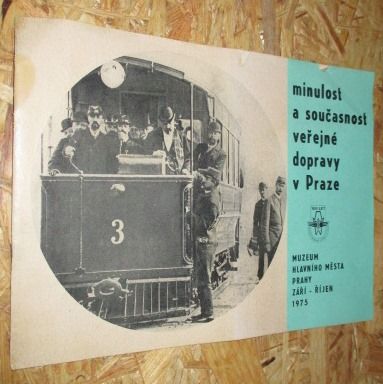 minulost
a současnost
veřejné
dopravy
v Praze
MUZEUM
HLAVNÍHO MĚSTA
PRAHY
ZÁŘÍ - ŘÍJEN
1975
3